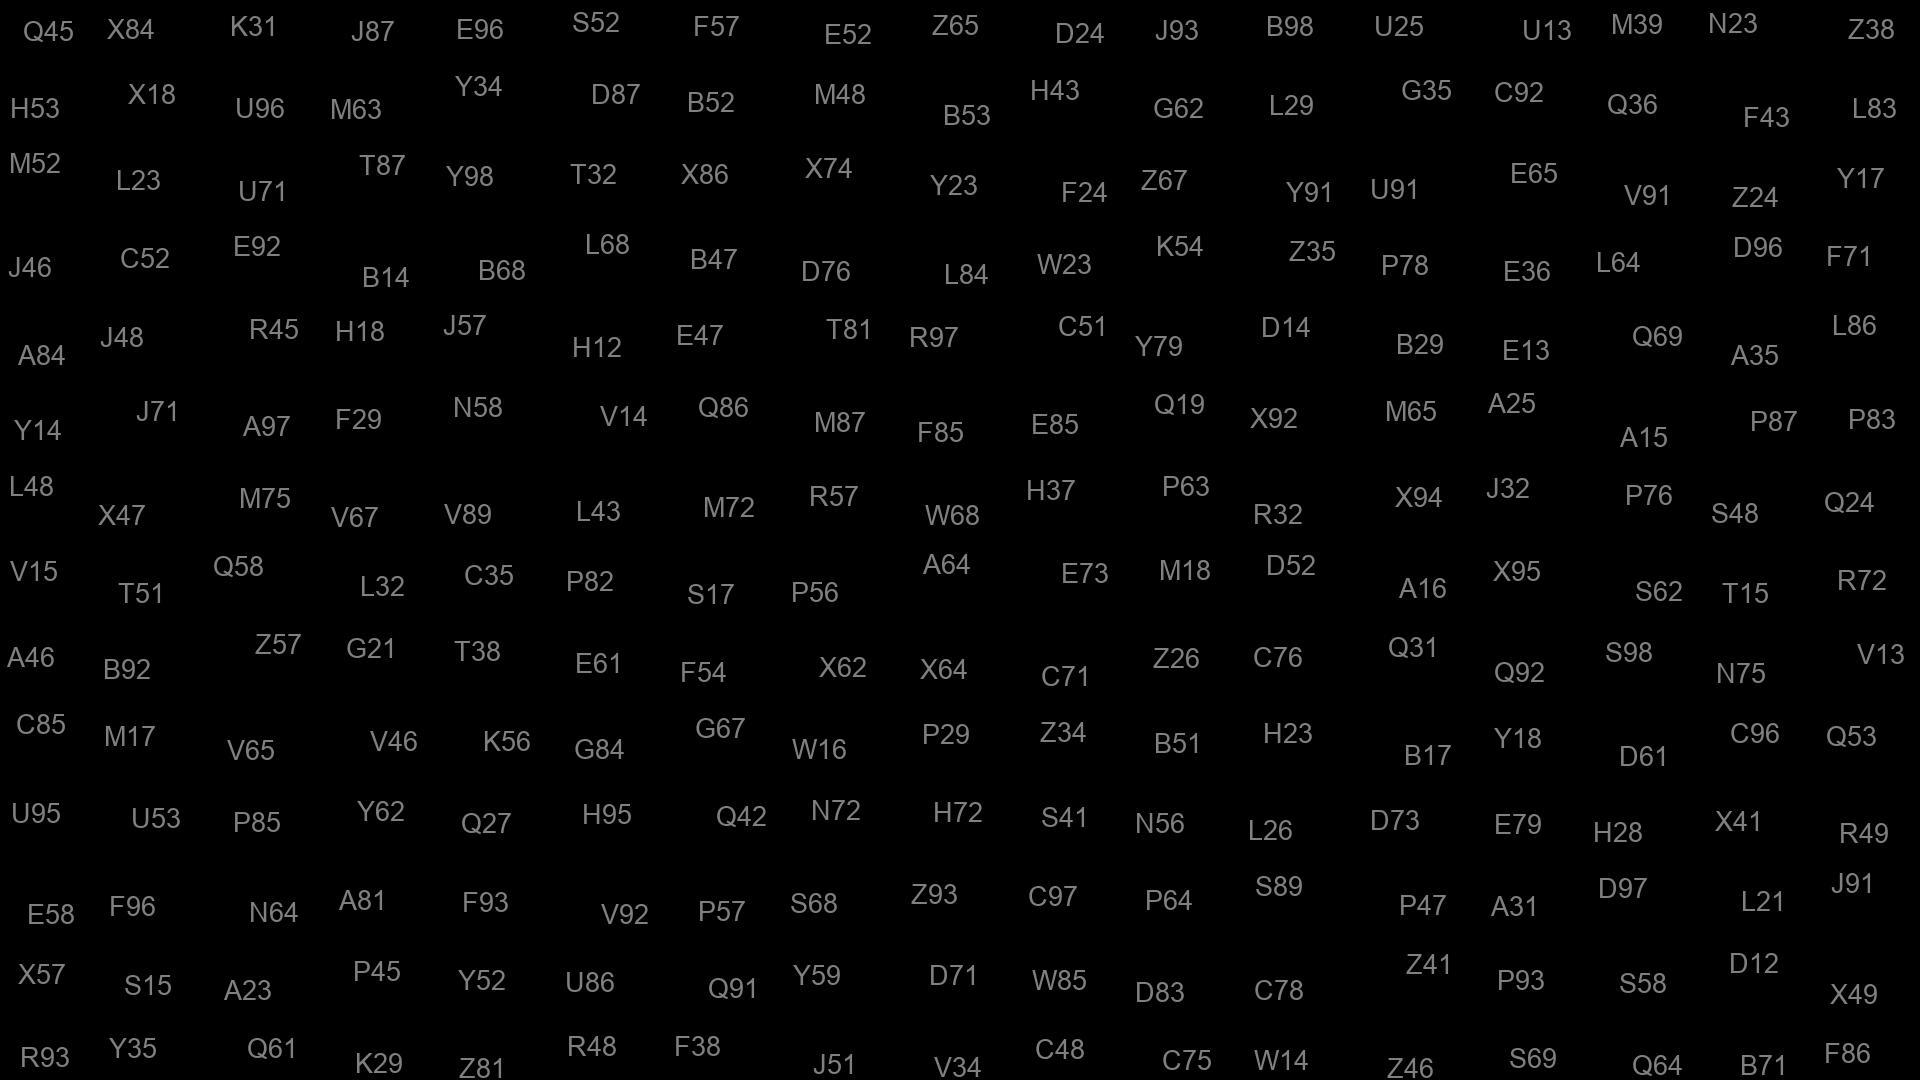 Q45 X84 K31 J87 E96 S52 F57 E52 Z65 D24 J93 B98 U25 U13 M39 N23 Z38
H53 X18 U96 M63 Y34 D87 B52 M48 B53 H43 G62 L29 G35 C92 Q36 F43 L83
M52 L23 U71 T87 Y98 T32 X86 X74 Y23 F24 Z67 Y91 U91 E65 V91 Z24 Y17
J46 C52 E92 B14 B68 L68 B47 D76 L84 W23 K54 Z35 P78 E36 L64 D96 F71
A84 J48 R45 H18 J57 H12 E47 T81 R97 C51 Y79 D14 B29 E13 Q69 A35 L86
Y14 J71 A97 F29 N58 V14 Q86 M87 F85 E85 Q19 X92 M65 A25 A15 P87 P83
L48 X47 M75 V67 V89 L43 M72 R57 W68 H37 P63 R32 X94 J32 P76 S48 Q24
V15 T51 Q58 L32 C35 P82 S17 P56 A64 E73 M18 D52 A16 X95 S62 T15 R72
A46 B92 Z57 G21 T38 E61 F54 X62 X64 C71 Z26 C76 Q31 Q92 S98 N75 V13
C85 M17 V65 V46 K56 G84 G67 W16 P29 Z34 B51 H23 B17 Y18 D61 C96 Q53
U95 U53 P85 Y62 Q27 H95 Q42 N72 H72 S41 N56 L26 D73 E79 H28 X41 R49
E58 F96 N64 A81 F93 V92 P57 S68 Z93 C97 P64 S89 P47 A31 D97 L21 J91
X57 S15 A23 P45 Y52 U86 Q91 Y59 D71 W85 D83 C78 Z41 P93 S58 D12 X49
R93 Y35 Q61 K29 Z81 R48 F38 J51 V34 C48 C75 W14 Z46 S69 Q64 B71 F86